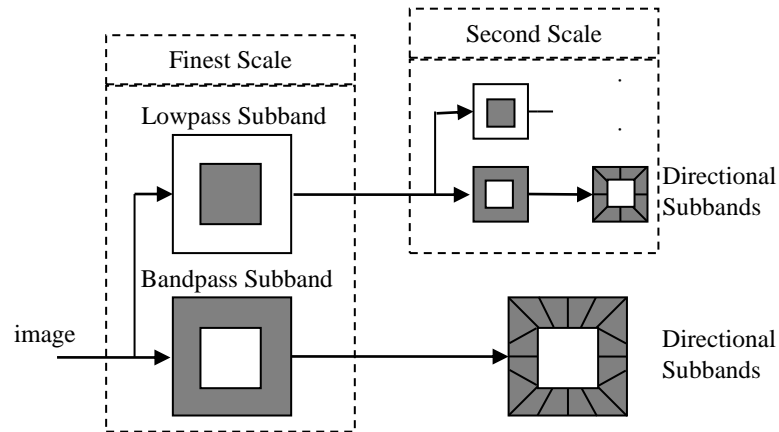 Second Scale
Finest Scale
Lowpass Subband
Directional
Subbands
Bandpass Subband
image
Directional
Subbands